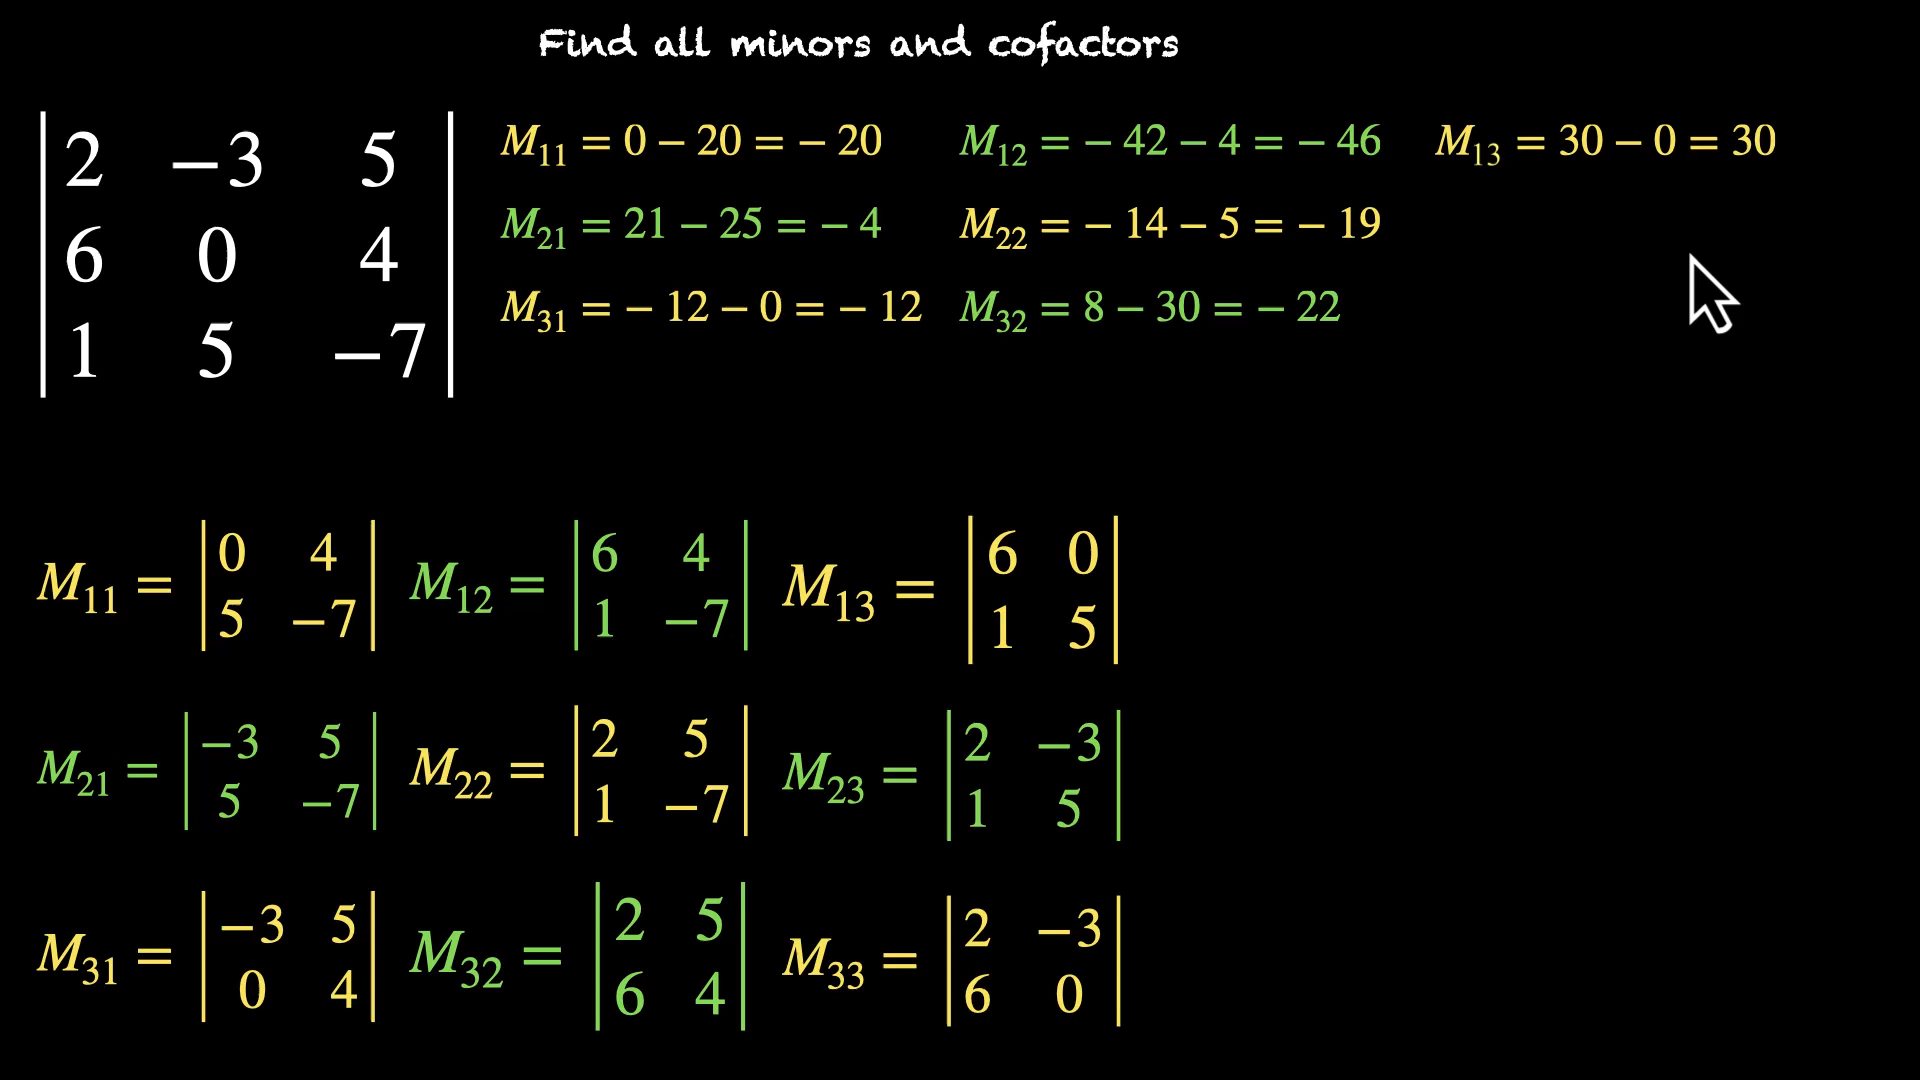 Find all minors and cofactors
2 −3 5
6 0 4
1 5 −7
M11 = 0 − 20 = − 20 M12 = − 42 − 4 = − 46 M13 = 30 − 0 = 30
M21 = 21 − 25 = − 4 M22 = − 14 − 5 = − 19
M31 = − 12 − 0 = − 12 M32 = 8 − 30 = − 22
M11 = |0 4| M12 = |6 4| M13 = |6 0|
|5 −7| |1 −7| |1 5|
M21 = |−3 5| M22 = |2 5| M23 = |2 −3|
|5 −7| |1 −7| |1 5|
M31 = |−3 5| M32 = |2 5| M33 = |2 −3|
|0 4| |6 4| |6 0|